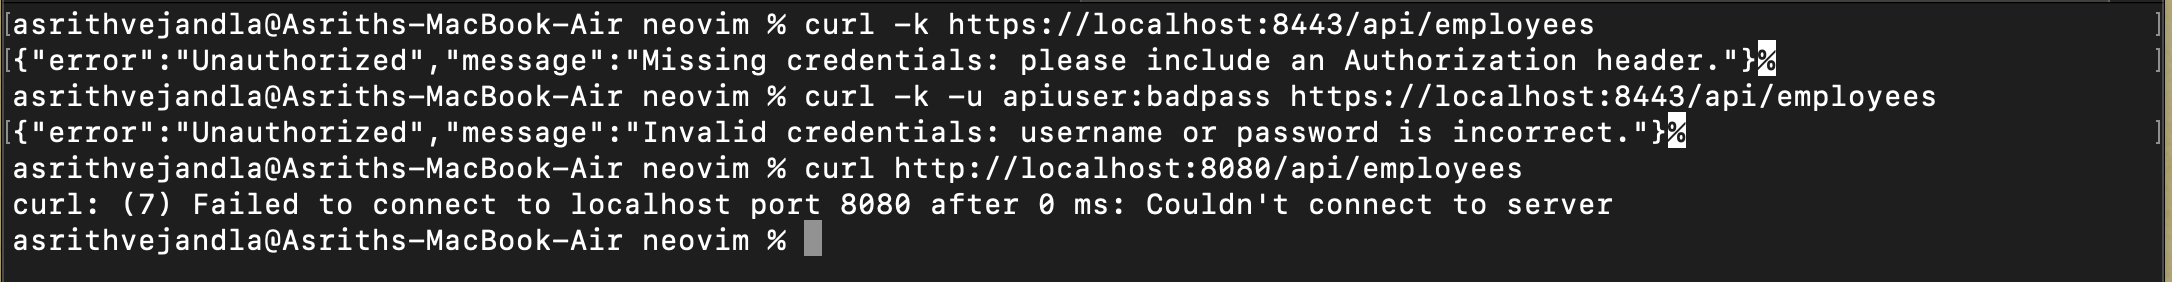 [asrithvejandla@Asriths-MacBook-Air neovim % curl -k https://localhost:8443/api/employees ]
[{"error":"Unauthorized","message":"Missing credentials: please include an Authorization header."}% ]
asrithvejandla@Asriths-MacBook-Air neovim % curl -k -u apiuser:badpass https://localhost:8443/api/employees
[{"error":"Unauthorized","message":"Invalid credentials: username or password is incorrect."}% ]
asrithvejandla@Asriths-MacBook-Air neovim % curl http://localhost:8080/api/employees
curl: (7) Failed to connect to localhost port 8080 after 0 ms: Couldn't connect to server
asrithvejandla@Asriths-MacBook-Air neovim %